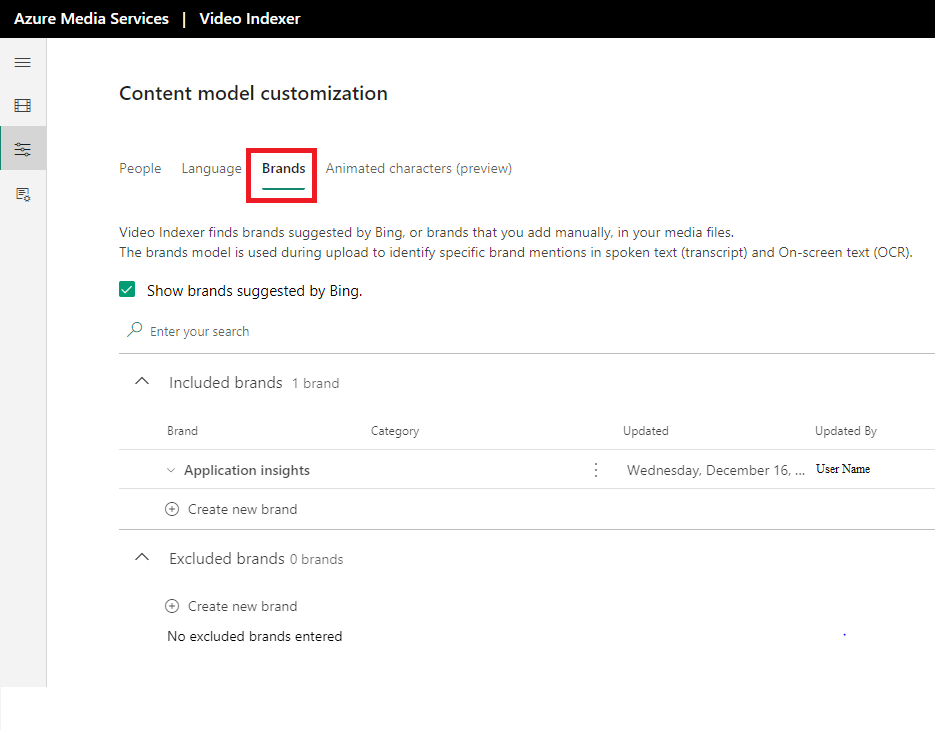 Azure Media Services | Video Indexer
Content model customization
People Language Brands Animated characters (preview)
Video Indexer finds brands suggested by Bing, or brands that you add manually, in your media files.
The brands model is used during upload to identify specific brand mentions in spoken text (transcript) and On-screen text (OCR).
Show brands suggested by Bing.
Enter your search
Included brands 1 brand
Brand Category Updated Updated By
Application insights Wednesday, December 16, ... User Name
Create new brand
Excluded brands 0 brands
Create new brand
No excluded brands entered